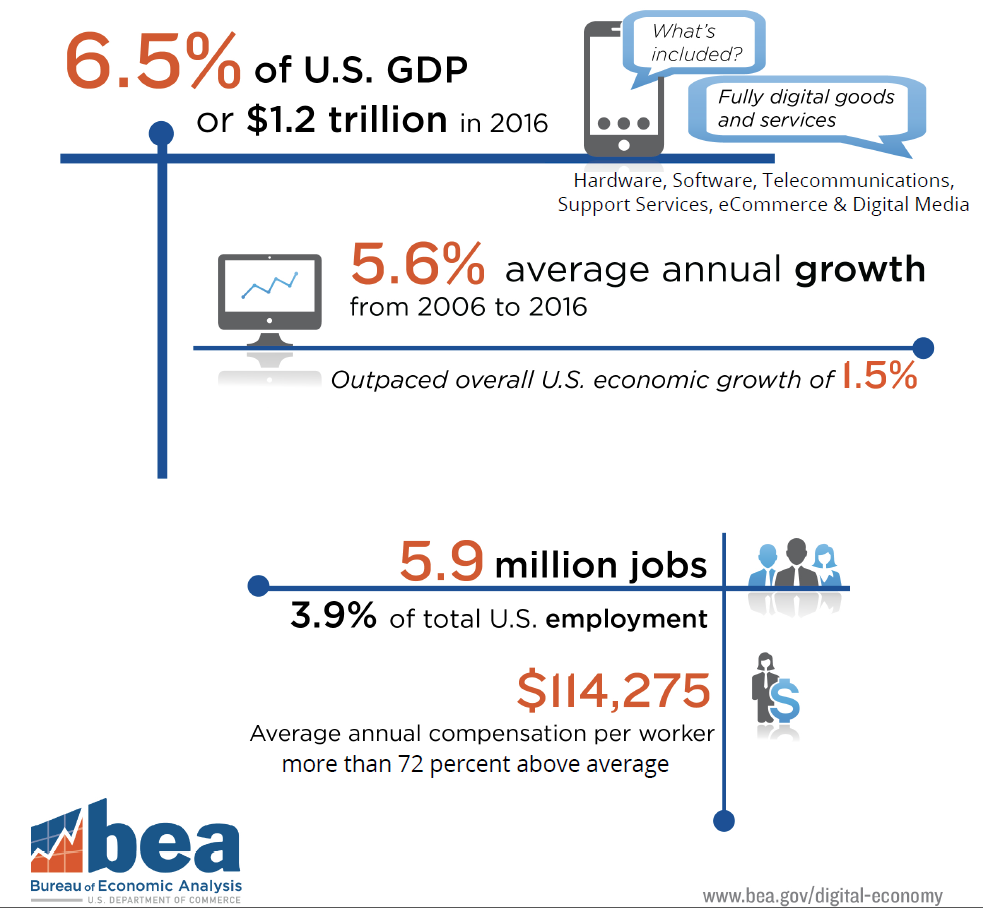 6.5% of U.S. GDP
or $1.2 trillion in 2016
What's
included?
Fully digital goods
and services
Hardware, Software, Telecommunications,
Support Services, eCommerce & Digital Media
5.6% average annual growth
from 2006 to 2016
Outpaced overall U.S. economic growth of 1.5%
5.9 million jobs
3.9% of total U.S. employment
$114,275
Average annual compensation per worker
more than 72 percent above average
$
bea
Bureau of Economic Analysis
U.S. DEPARTMENT OF COMMERCE
www.bea.gov/digital-economy